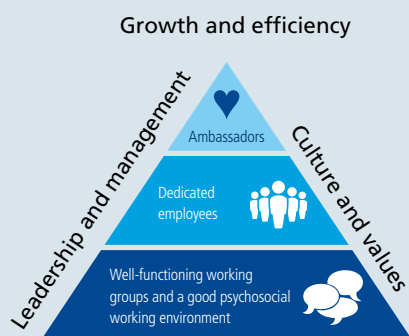 Growth and efficiency
Leadership and management
Culture and values
Ambassadors
Dedicated
employees
Well-functioning working
groups and a good psychosocial
working environment